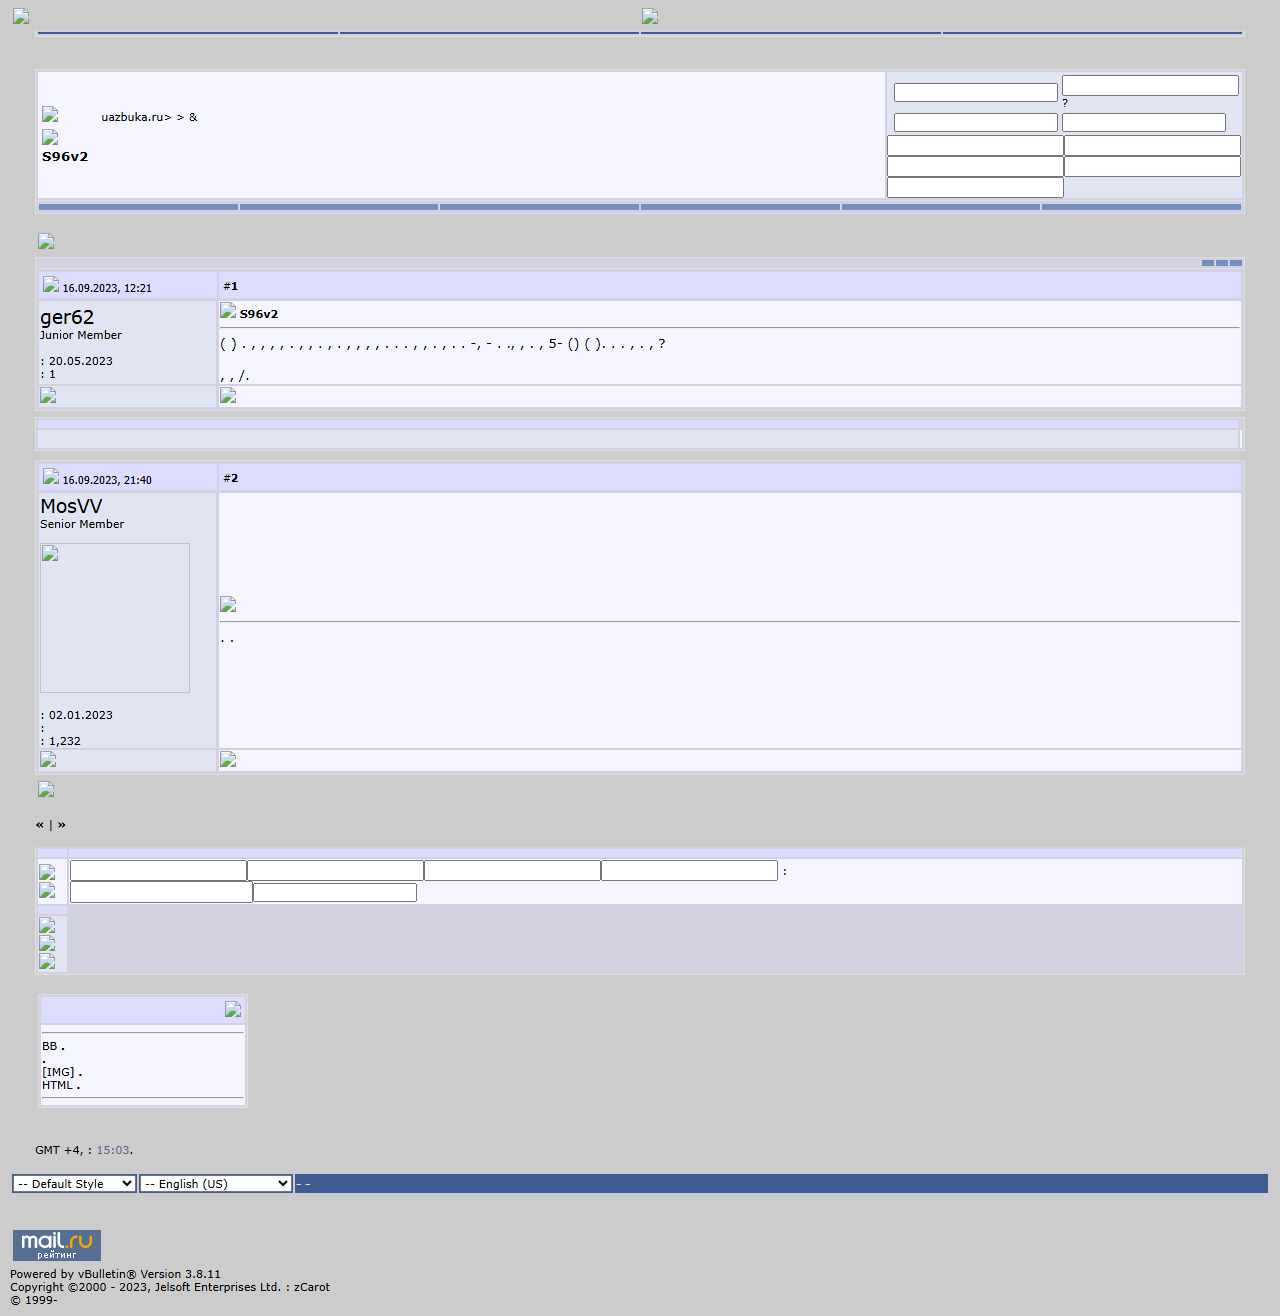 uazbuka.ru> > &
?
S96v2
16.09.2023, 12:21
#1
ger62
Junior Member
: 20.05.2023
: 1
S96v2
( ) . , , , , . , , . , . , , , , . . . , , . , . . -, - . ., , . , 5- () ( ). . . , . , ?
, , /.
16.09.2023, 21:40
#2
MosVV
Senior Member
. .
: 02.01.2023
:
: 1,232
« | »
:
BB .
.
[IMG] .
HTML .
GMT +4, : 15:03.
-- Default Style
-- English (US)
– –
mail.ru
рейтинг
Powered by vBulletin® Version 3.8.11
Copyright ©2000 - 2023, Jelsoft Enterprises Ltd. : zCarot
© 1999-